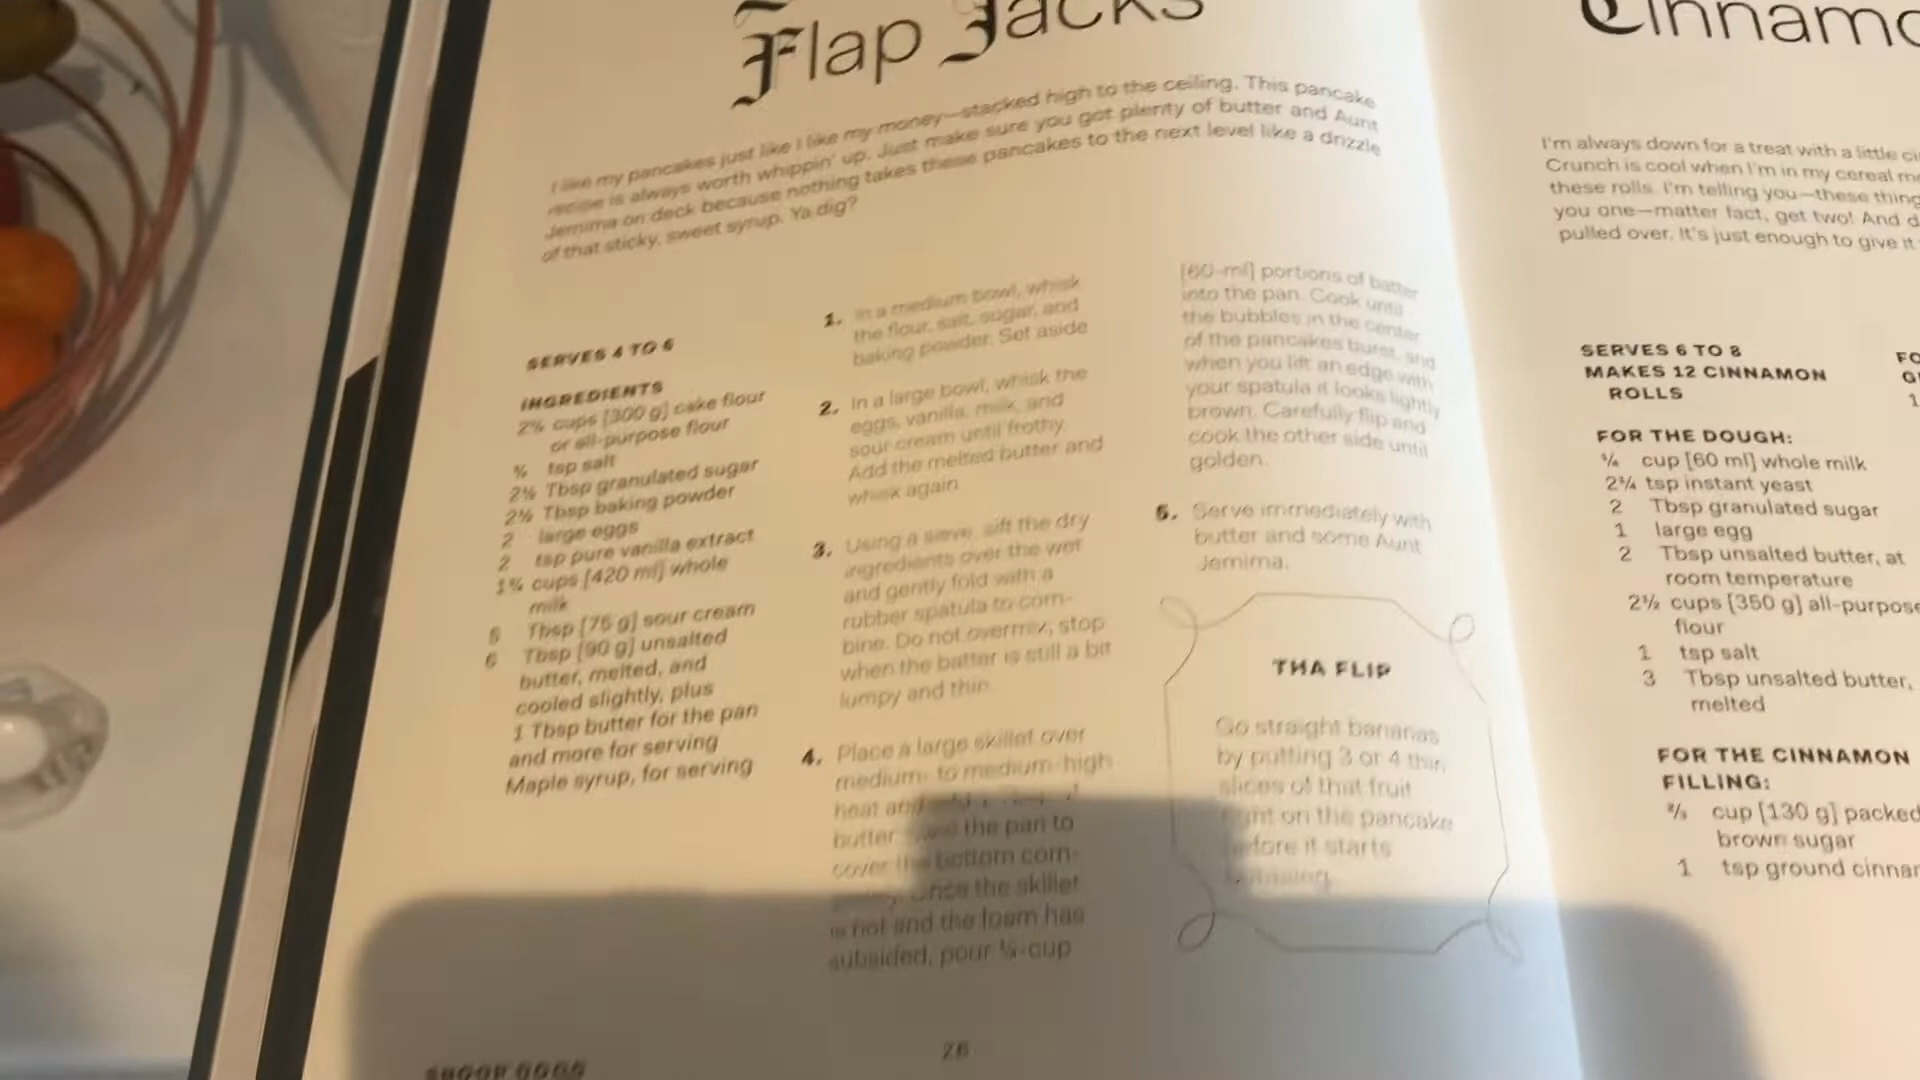 Flap Jacks
I like my pancakes just like I like my money—stacked high to the ceiling. This pancake
recipe is always worth whippin' up. Just make sure you got plenty of butter and Aunt
Jemima on deck because nothing takes these pancakes to the next level like a drizzle
of that sticky, sweet syrup. Ya dig?
SERVES 4 TO 6
INGREDIENTS
cups [300 g] cake flour
or all-purpose flour
tsp salt
2½ Tbsp granulated sugar
2½ Tbsp baking powder
2 large eggs
2 tsp pure vanilla extract
1¾ cups [420 ml] whole
milk
5 Tbsp [75 g] sour cream
6 Tbsp [90 g] unsalted
butter, melted, and
cooled slightly, plus
1 Tbsp butter for the pan
and more for serving
Maple syrup, for serving
1. In a medium bowl, whisk
the flour, salt, sugar, and
baking powder. Set aside
2. In a large bowl, whisk the
eggs, vanilla, milk, and
sour cream until frothy.
Add the melted butter and
whisk again.
3. Using a sieve, sift the dry
ingredients over the wet
and gently fold with a
rubber spatula to com-
bine. Do not overmix; stop
when the batter is still a bit
lumpy and thin.
4. Place a large skillet over
medium- to medium-high
heat and
butter the pan to
cover the bottom com-
Once the skillet
is hot and the foam has
subsided, pour ¼-cup
[60-ml] portions of batter
into the pan. Cook until
the bubbles in the center
of the pancakes burst, and
when you lift an edge with
your spatula it looks lightly
brown. Carefully flip and
cook the other side until
golden.
5. Serve immediately with
butter and some Aunt
Jemima.
THA FLIP
Go straight bananas
by putting 3 or 4 thin
slices of that fruit
right on the pancake
before it starts
26
SNOOP DOGG
Cinnamo
I'm always down for a treat with a little ci
Crunch is cool when I'm in my cereal mo
these rolls. I'm telling you—these thing
you one—matter fact, get two! And d
pulled over. It's just enough to give it
SERVES 6 TO 8
MAKES 12 CINNAMON
ROLLS
FOR THE DOUGH:
¼ cup [60 ml] whole milk
2¼ tsp instant yeast
2 Tbsp granulated sugar
1 large egg
2 Tbsp unsalted butter, at
room temperature
2½ cups [350 g] all-purpose
flour
1 tsp salt
3 Tbsp unsalted butter,
melted
FOR THE CINNAMON
FILLING:
⅔ cup [130 g] packed
brown sugar
1 tsp ground cinnam
FO
G
1